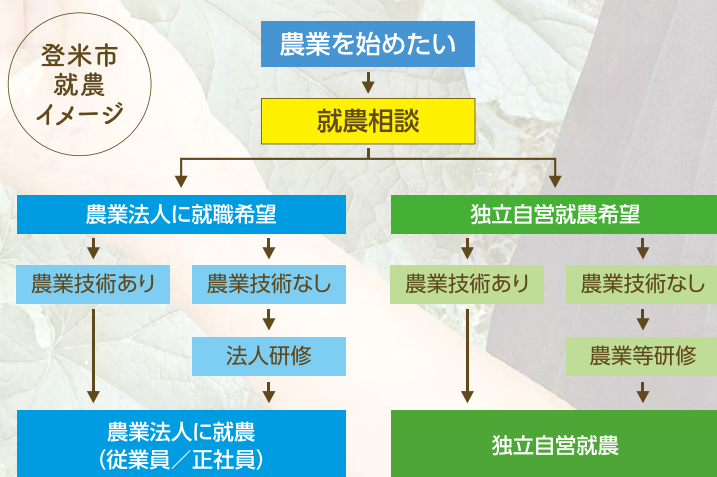 登米市
就農
イメージ
農業を始めたい
就農相談
農業法人に就職希望
独立自営就農希望
農業技術あり
農業技術なし
農業技術あり
農業技術なし
法人研修
農業等研修
農業法人に就農
（従業員／正社員）
独立自営就農